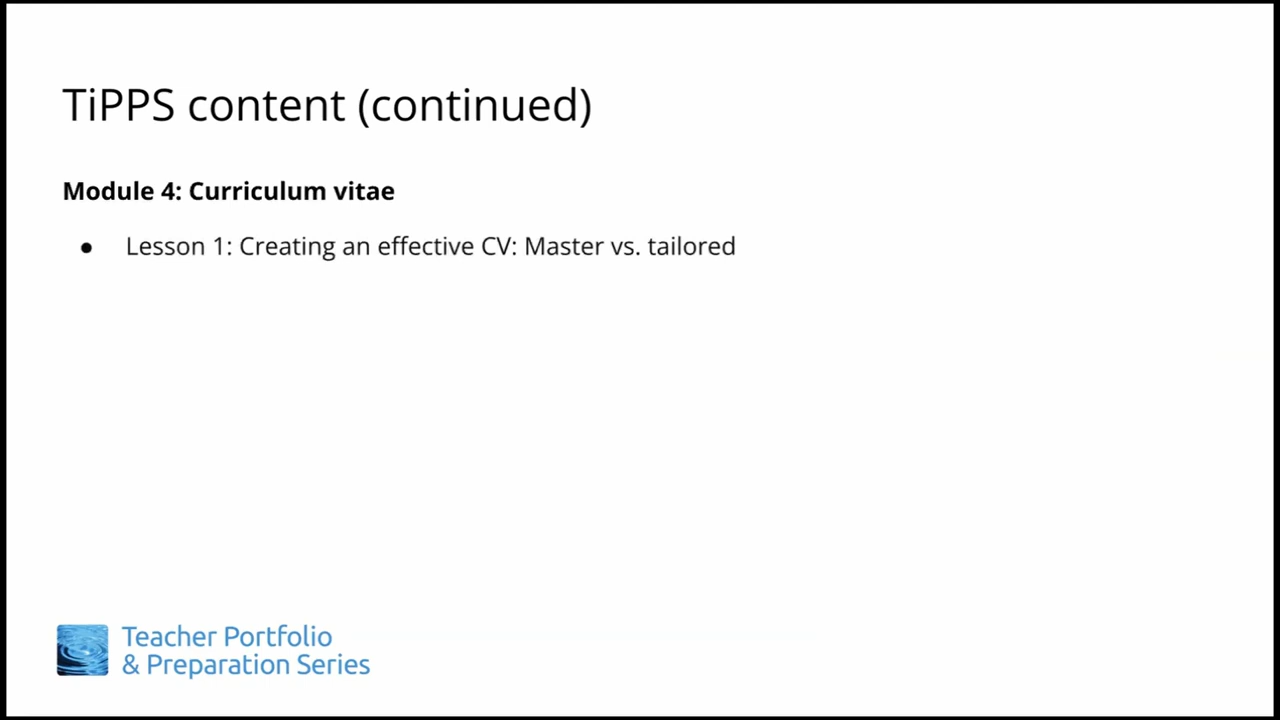 TiPPS content (continued)
Module 4: Curriculum vitae
● Lesson 1: Creating an effective CV: Master vs. tailored
Teacher Portfolio
& Preparation Series